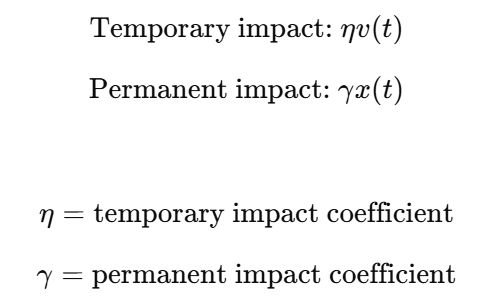 Temporary impact: ηv(t)
Permanent impact: γx(t)
η = temporary impact coefficient
γ = permanent impact coefficient